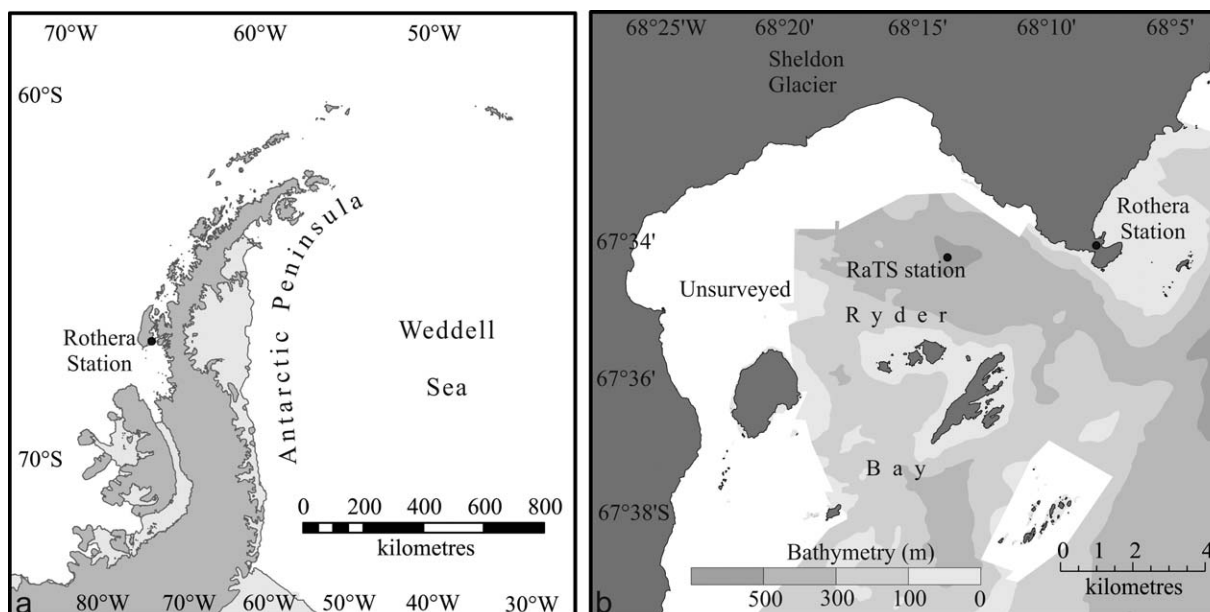 70°W 60°W 50°W
60°S
Antarctic Peninsula
Rothera
Station
Weddell
Sea
70°S
0 200 400 600 800
kilometres
a
80°W 70°W 60°W 50°W 40°W 30°W
68°25'W 68°20' 68°15' 68°10' 68°5'
Sheldon
Glacier
Rothera
Station
67°34'
RaTS station
Unsurveyed
Ryder
67°36'
Bay
67°38'S
Bathymetry (m)
500 300 100 0
0 1 2 4
kilometres
b